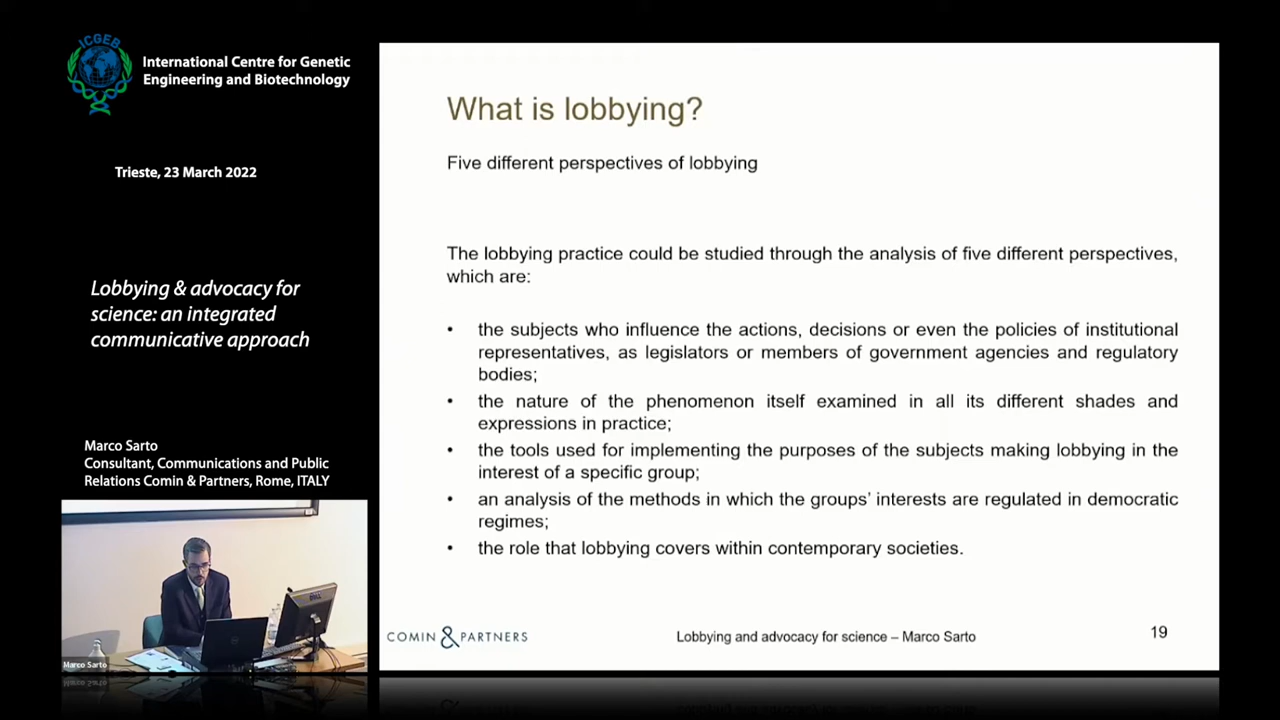 ICGEB
International Centre for Genetic
Engineering and Biotechnology
Trieste, 23 March 2022
Lobbying & advocacy for
science: an integrated
communicative approach
Marco Sarto
Consultant, Communications and Public
Relations Comin & Partners, Rome, ITALY
Marco Sarto
What is lobbying?
Five different perspectives of lobbying
The lobbying practice could be studied through the analysis of five different perspectives,
which are:
• the subjects who influence the actions, decisions or even the policies of institutional
representatives, as legislators or members of government agencies and regulatory
bodies;
• the nature of the phenomenon itself examined in all its different shades and
expressions in practice;
• the tools used for implementing the purposes of the subjects making lobbying in the
interest of a specific group;
• an analysis of the methods in which the groups' interests are regulated in democratic
regimes;
• the role that lobbying covers within contemporary societies.
COMIN & PARTNERS
Lobbying and advocacy for science – Marco Sarto
19